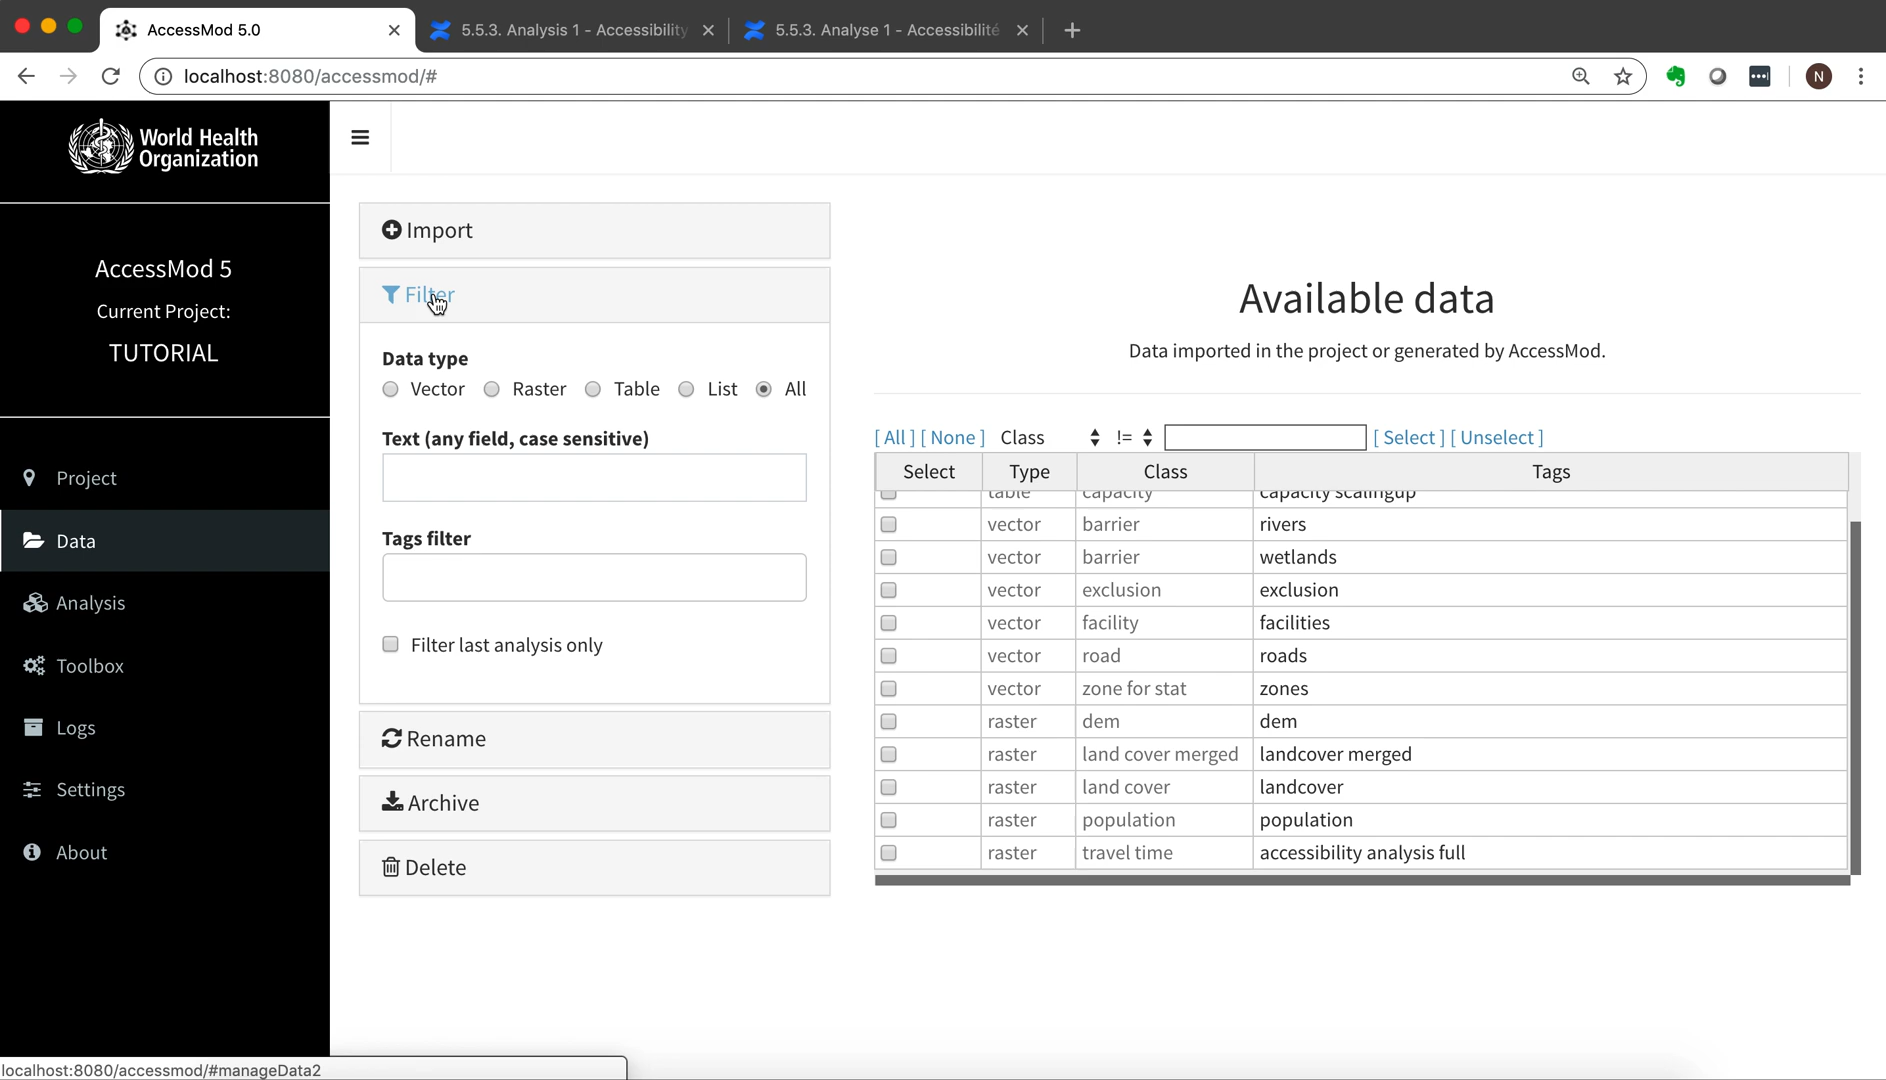 AccessMod 5.0
5.5.3. Analysis 1 - Accessibility
5.5.3. Analyse 1 - Accessibilité
localhost:8080/accessmod/#
N
World Health
Organization
AccessMod 5
Current Project:
TUTORIAL
Project
Data
Analysis
Toolbox
Logs
Settings
About
Import
Filter
Data type
Vector Raster Table List All
Text (any field, case sensitive)
Tags filter
Filter last analysis only
Rename
Archive
Delete
Available data
Data imported in the project or generated by AccessMod.
[ All ] [ None ] Class != [ Select ] [ Unselect ]
Select Type Class Tags
table capacity capacity scalingup
vector barrier rivers
vector barrier wetlands
vector exclusion exclusion
vector facility facilities
vector road roads
vector zone for stat zones
raster dem dem
raster land cover merged landcover merged
raster land cover landcover
raster population population
raster travel time accessibility analysis full
localhost:8080/accessmod/#manageData2